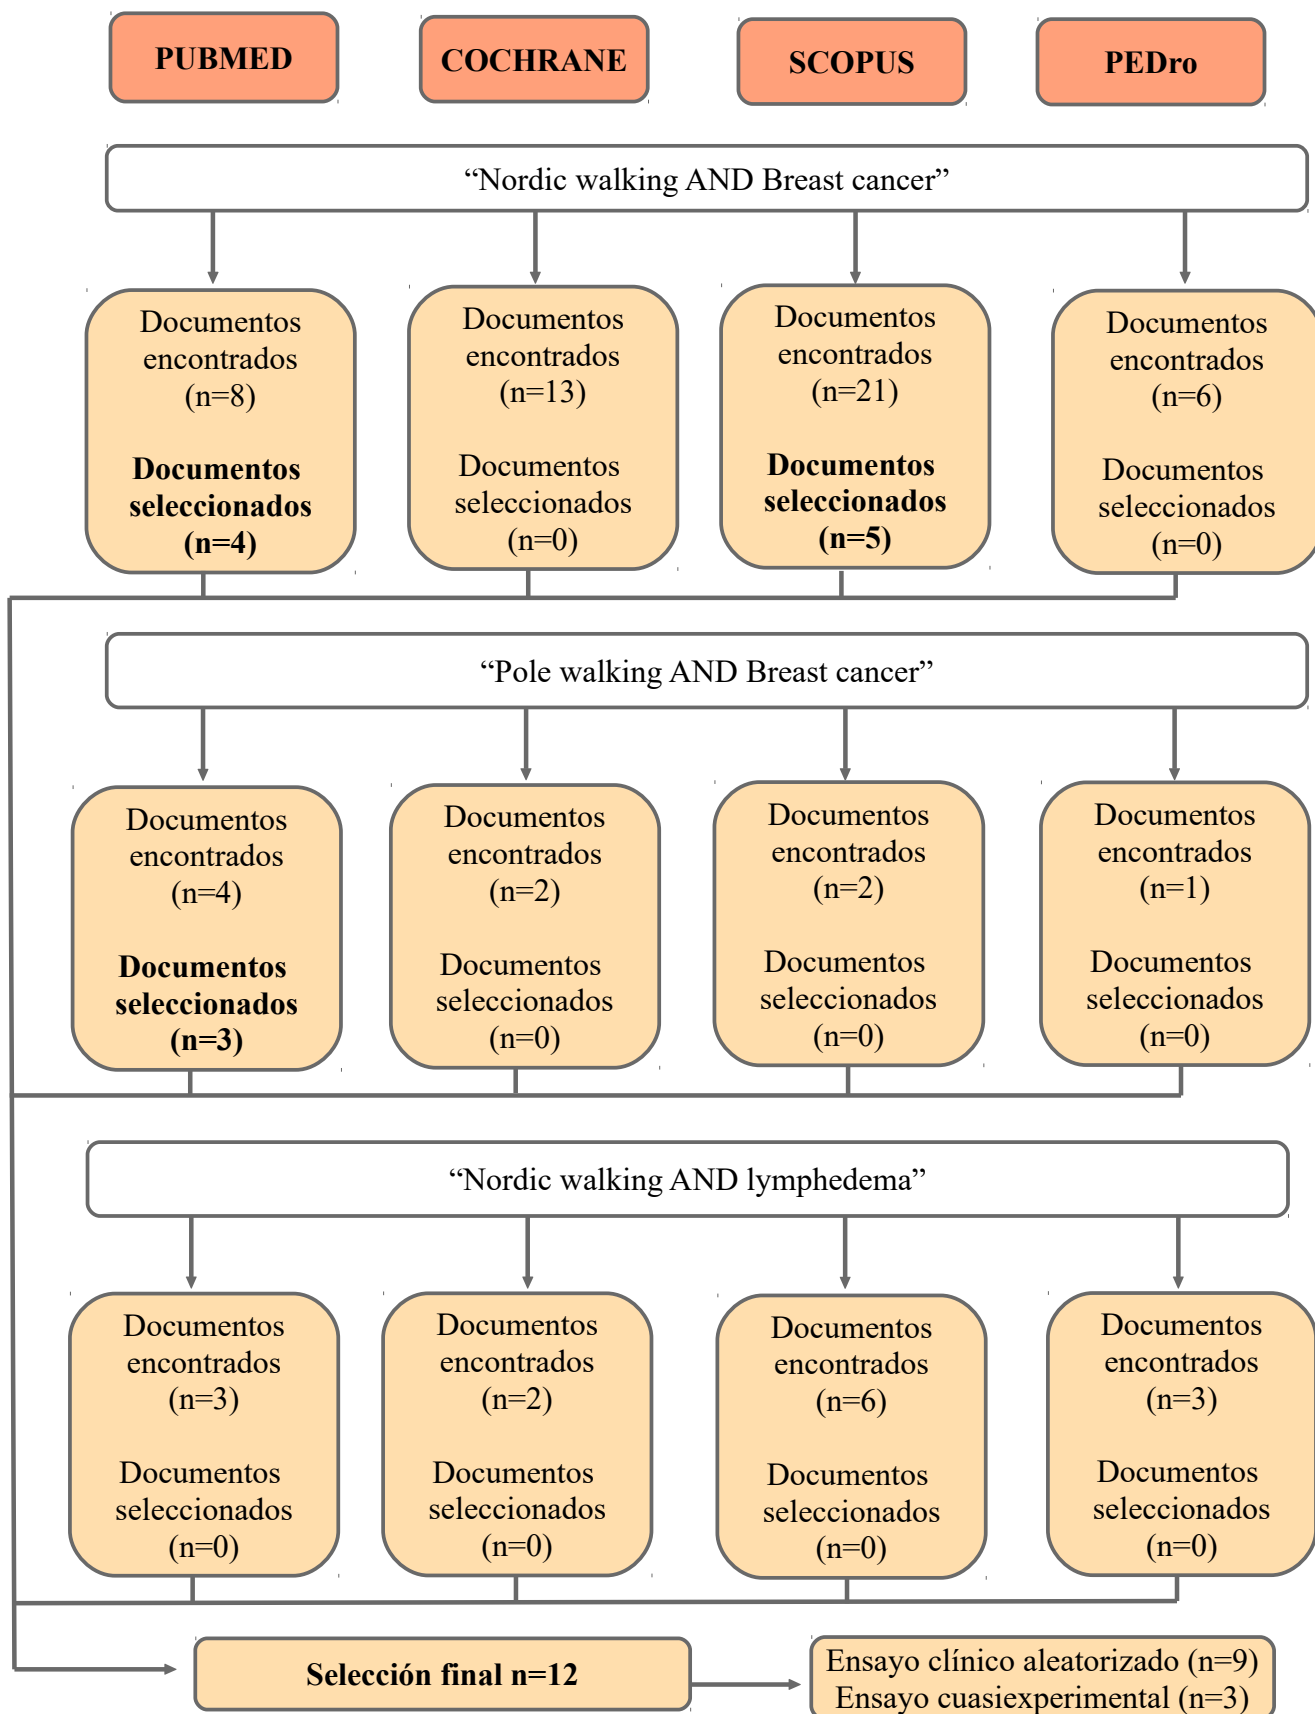 PUBMED
COCHRANE
SCOPUS
PEDro
“Nordic walking AND Breast cancer”
Documentos
encontrados
(n=8)
Documentos
seleccionados
(n=4)
Documentos
encontrados
(n=13)
Documentos
seleccionados
(n=0)
Documentos
encontrados
(n=21)
Documentos
seleccionados
(n=5)
Documentos
encontrados
(n=6)
Documentos
seleccionados
(n=0)
“Pole walking AND Breast cancer”
Documentos
encontrados
(n=4)
Documentos
seleccionados
(n=3)
Documentos
encontrados
(n=2)
Documentos
seleccionados
(n=0)
Documentos
encontrados
(n=2)
Documentos
seleccionados
(n=0)
Documentos
encontrados
(n=1)
Documentos
seleccionados
(n=0)
“Nordic walking AND lymphedema”
Documentos
encontrados
(n=3)
Documentos
seleccionados
(n=0)
Documentos
encontrados
(n=2)
Documentos
seleccionados
(n=0)
Documentos
encontrados
(n=6)
Documentos
seleccionados
(n=0)
Documentos
encontrados
(n=3)
Documentos
seleccionados
(n=0)
Selección final n=12
Ensayo clínico aleatorizado (n=9)
Ensayo cuasiexperimental (n=3)